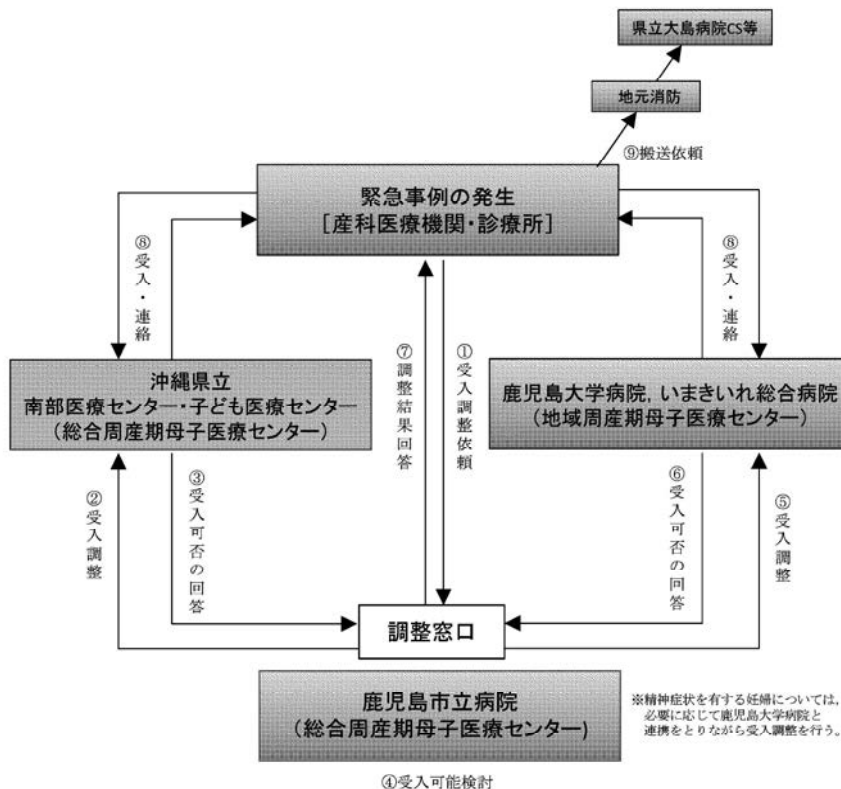 県立大島病院CS等
地元消防
⑨搬送依頼
緊急事例の発生
［産科医療機関・診療所］
⑧受入・連絡
⑧受入・連絡
⑦調整結果回答
①受入調整依頼
沖縄県立
南部医療センター・子ども医療センター
（総合周産期母子医療センター）
鹿児島大学病院，いまきいれ総合病院
（地域周産期母子医療センター）
②受入調整
③受入可否の回答
⑥受入可否の回答
⑤受入調整
調整窓口
鹿児島市立病院
（総合周産期母子医療センター）
※精神症状を有する妊婦については，
必要に応じて鹿児島大学病院と
連携をとりながら受入調整を行う。
④受入可能検討